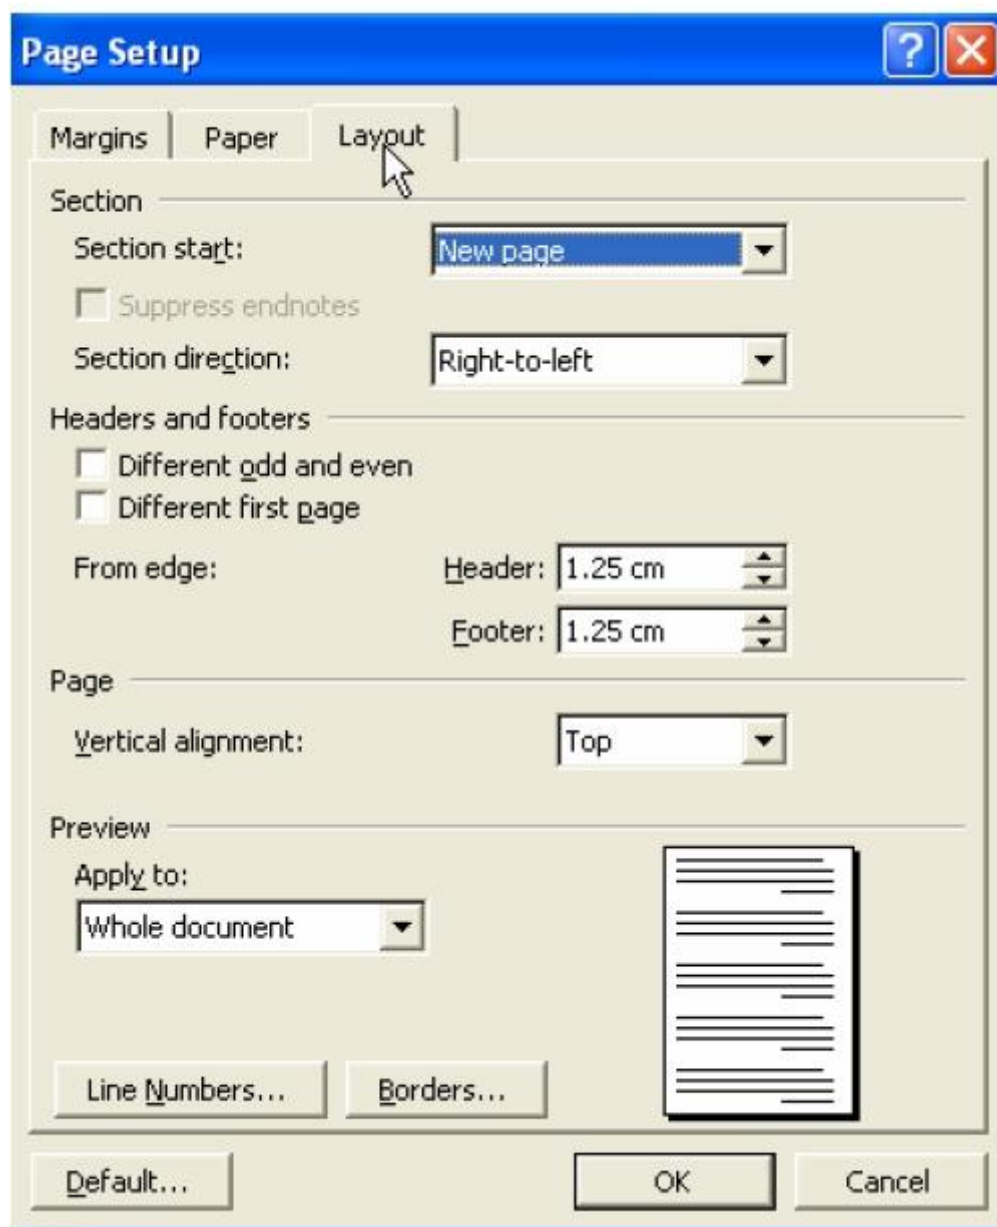 Page Setup
Margins Paper Layout
Section
Section start: New page
Suppress endnotes
Section direction: Right-to-left
Headers and footers
Different odd and even
Different first page
From edge: Header: 1.25 cm
Footer: 1.25 cm
Page
Vertical alignment: Top
Preview
Apply to:
Whole document
Line Numbers... Borders...
Default... OK Cancel